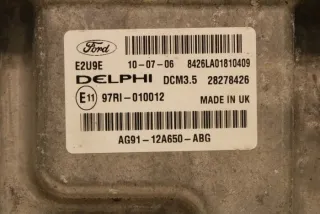 Ford
E2U9E 10-07-06 8426LA01810409
DELPHI DCM3.5 28278426
E11 97RI-010012 MADE IN UK
AG91-12A650-ABG